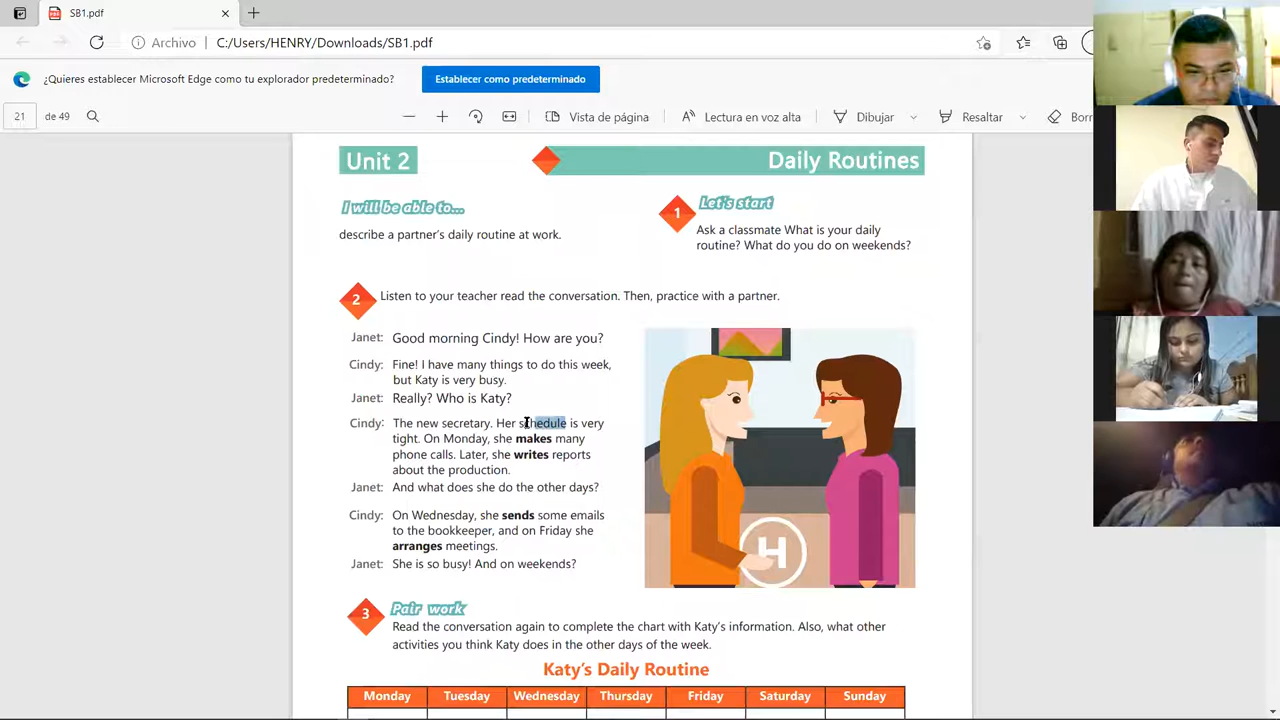 SB1.pdf
Archivo
C:/Users/HENRY/Downloads/SB1.pdf
¿Quieres establecer Microsoft Edge como tu explorador predeterminado?
Establecer como predeterminado
21
de 49
Vista de página
Lectura en voz alta
Dibujar
Resaltar
Bor
Unit 2
Daily Routines
I will be able to...
describe a partner's daily routine at work.
1
Let's start
Ask a classmate What is your daily
routine? What do you do on weekends?
2
Listen to your teacher read the conversation. Then, practice with a partner.
Janet: Good morning Cindy! How are you?
Cindy: Fine! I have many things to do this week,
but Katy is very busy.
Janet: Really? Who is Katy?
Cindy: The new secretary. Her schedule is very
tight. On Monday, she makes many
phone calls. Later, she writes reports
about the production.
Janet: And what does she do the other days?
Cindy: On Wednesday, she sends some emails
to the bookkeeper, and on Friday she
arranges meetings.
Janet: She is so busy! And on weekends?
H
3
Pair work
Read the conversation again to complete the chart with Katy's information. Also, what other
activities you think Katy does in the other days of the week.
Katy's Daily Routine
Monday Tuesday Wednesday Thursday Friday Saturday Sunday